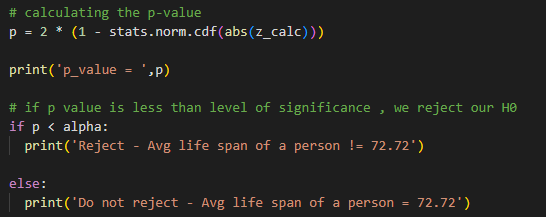 # calculating the p-value
p = 2 * (1 - stats.norm.cdf(abs(z_calc)))
print('p_value = ',p)
# if p value is less than level of significance , we reject our H0
if p < alpha:
  print('Reject - Avg life span of a person != 72.72')
else:
  print('Do not reject - Avg life span of a person = 72.72')